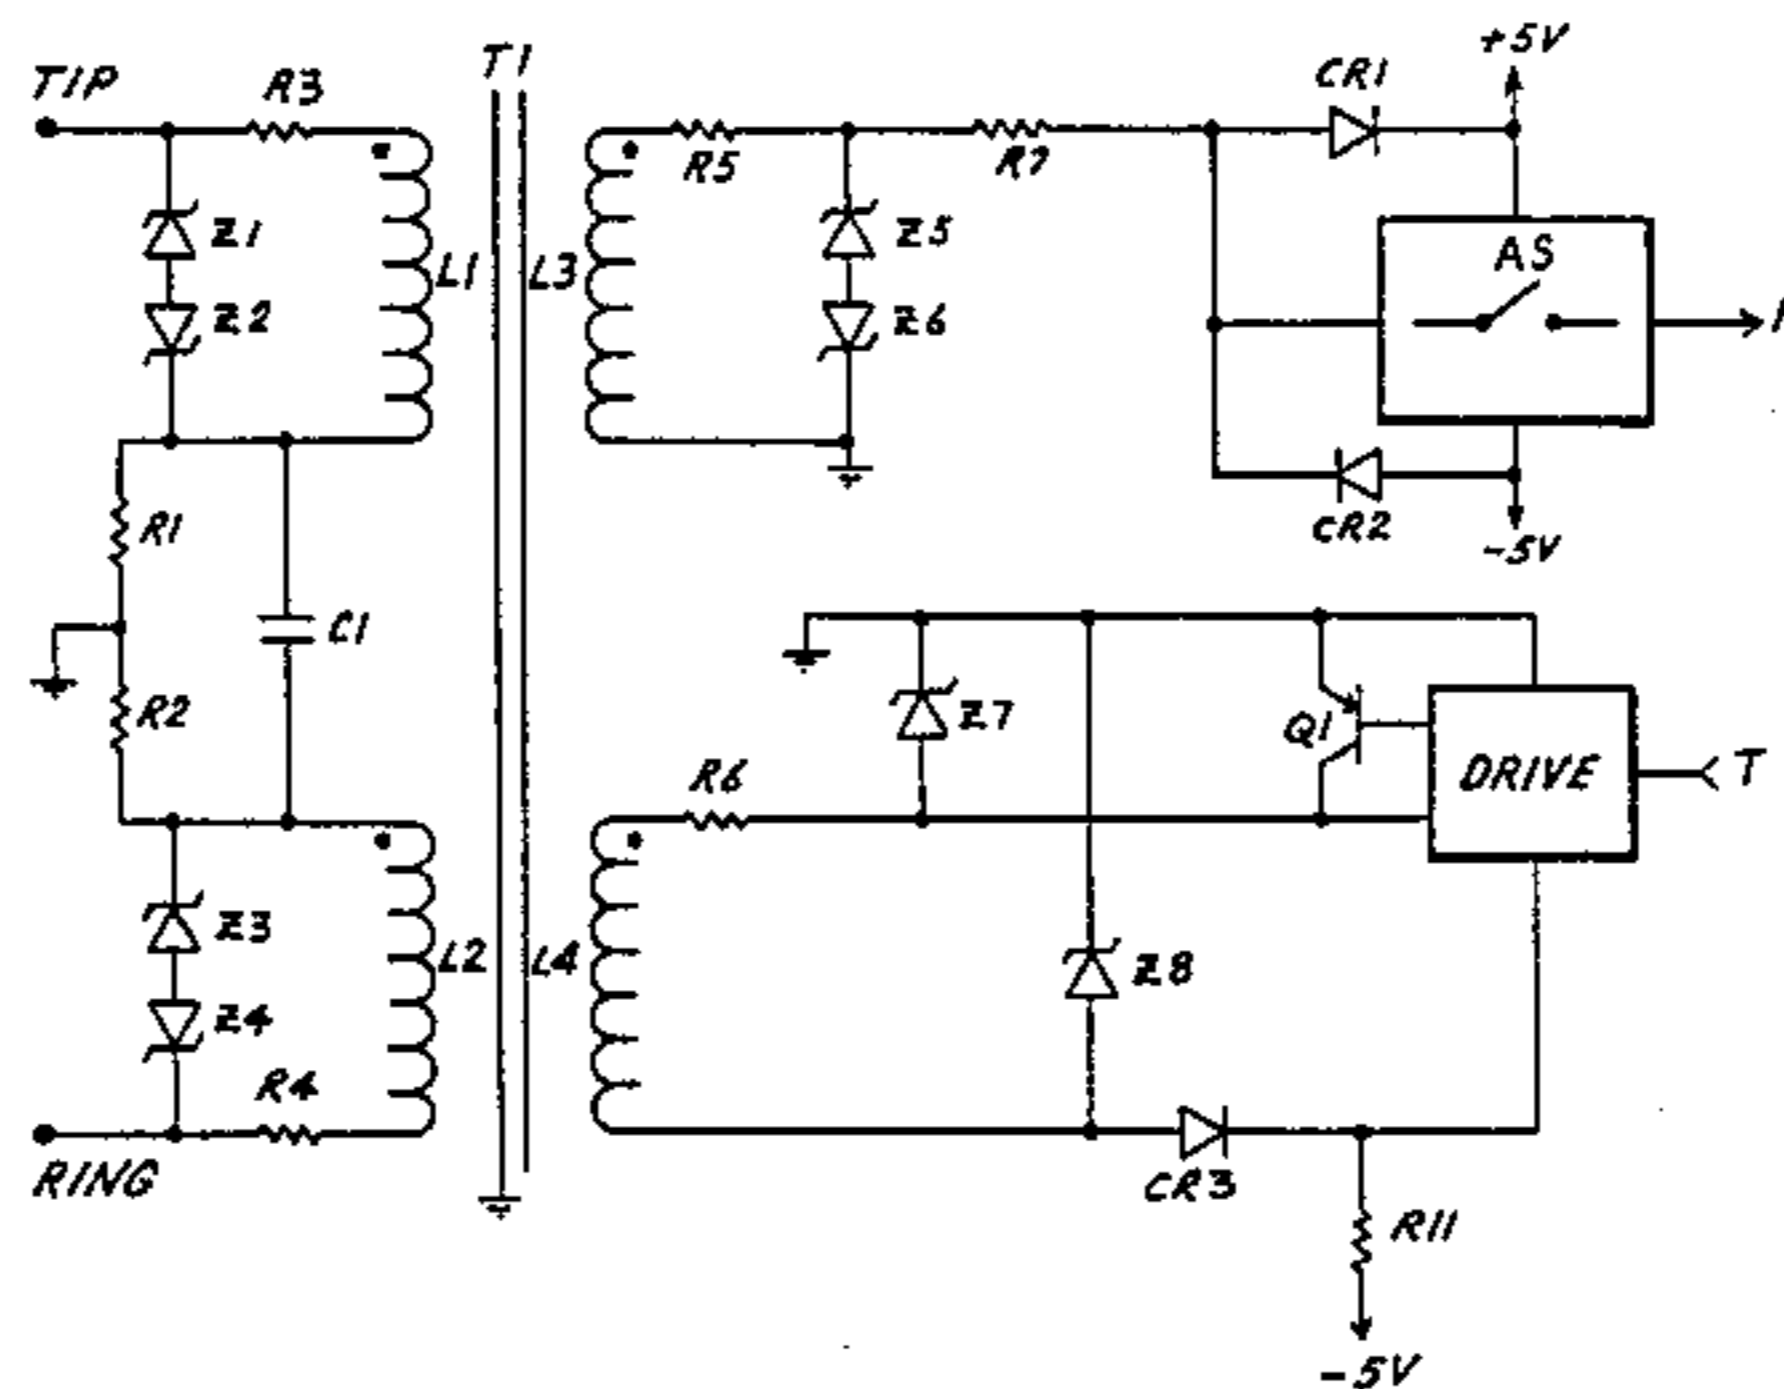 TIP
R3
T1
CR1
+5V
R5
R7
Z1
L1
L3
Z5
AS
Z2
Z6
CR2
-5V
R1
C1
R2
Z7
Q1
R6
DRIVE
T
Z3
L2
L4
Z8
Z4
R4
RING
CR3
R11
-5V